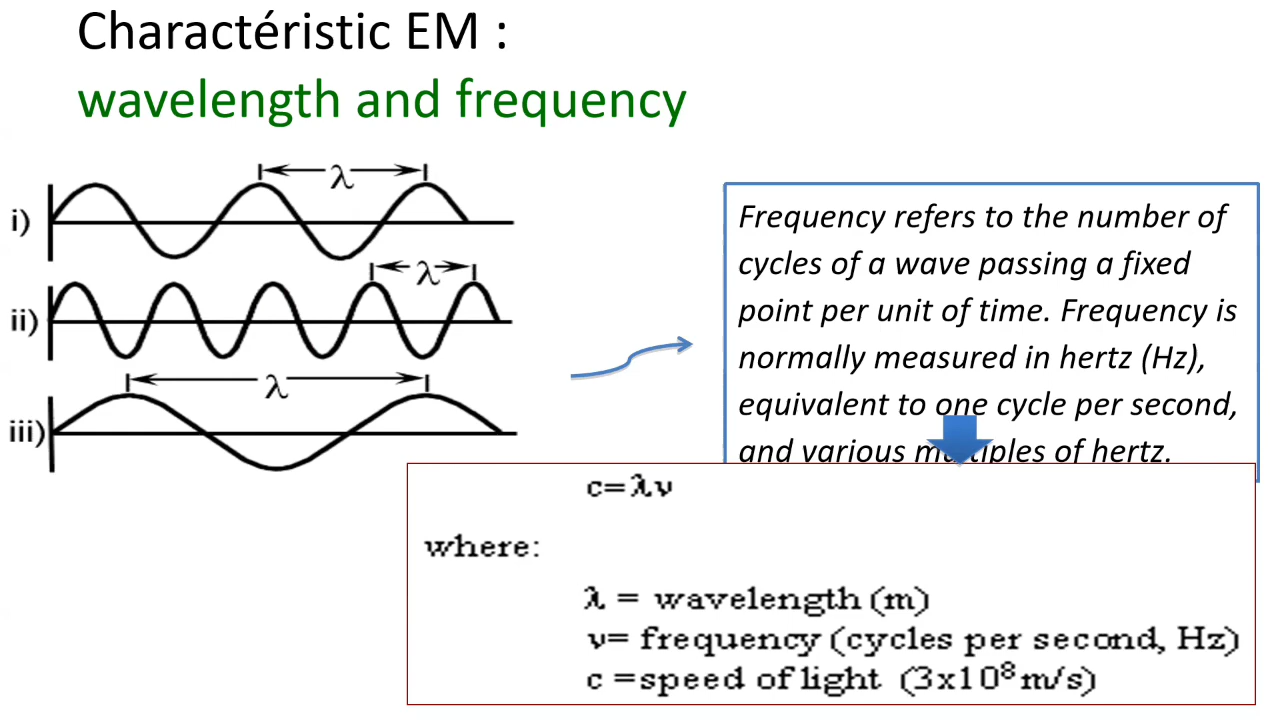 Charactéristic EM :
wavelength and frequency
λ
i)
λ
ii)
λ
iii)
Frequency refers to the number of
cycles of a wave passing a fixed
point per unit of time. Frequency is
normally measured in hertz (Hz),
equivalent to one cycle per second,
and various multiples of hertz.
c=λν
where:
λ = wavelength (m)
ν= frequency (cycles per second, Hz)
c =speed of light (3x10⁸ m/s)